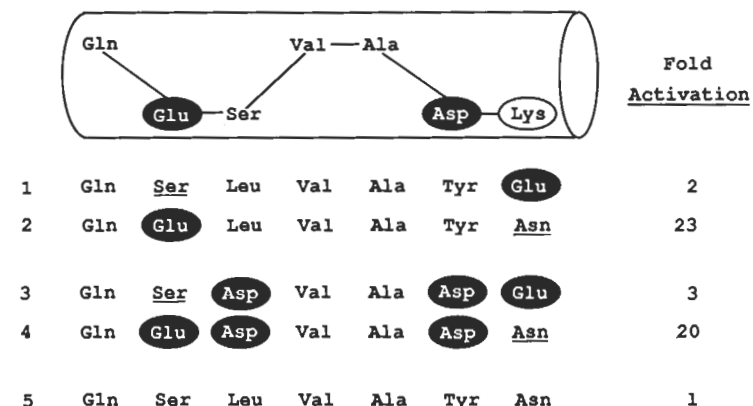 Gln Val Ala
Fold
Activation
Glu Ser Asp Lys
1 Gln Ser Leu Val Ala Tyr Glu 2
2 Gln Glu Leu Val Ala Tyr Asn 23
3 Gln Ser Asp Val Ala Asp Glu 3
4 Gln Glu Asp Val Ala Asp Asn 20
5 Gln Ser Leu Val Ala Tyr Asn 1